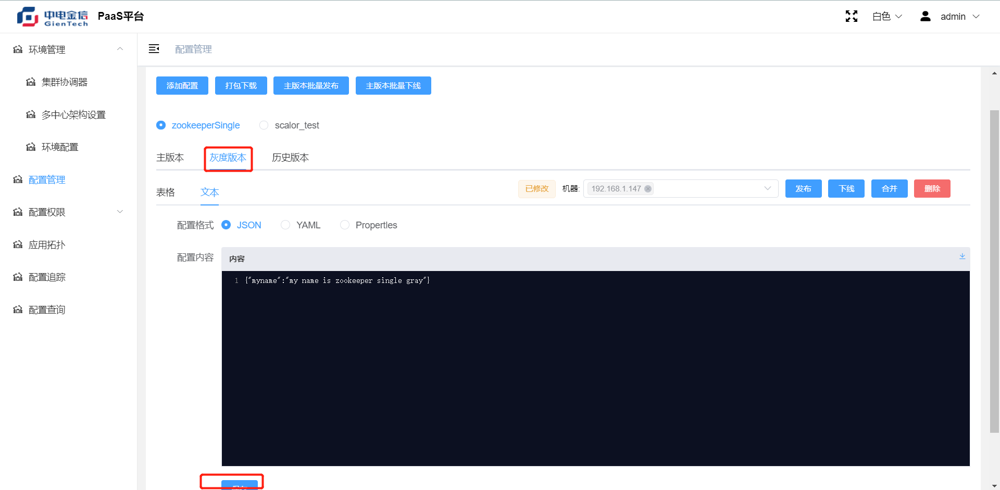 中电金信 GienTech PaaS平台 白色 admin
环境管理
集群协调器
多中心架构设置
环境配置
配置管理
配置权限
应用拓扑
配置追踪
配置查询
配置管理
添加配置 打包下载 主版本批量发布 主版本批量下线
zookeeperSingle scalor_test
主版本 灰度版本 历史版本
表格 文本 已修改 机器: 192.168.1.147 发布 下线 合并 删除
配置格式 JSON YAML Properties
配置内容 内容
1 {"myname":"my name is zookeeper single gray"}